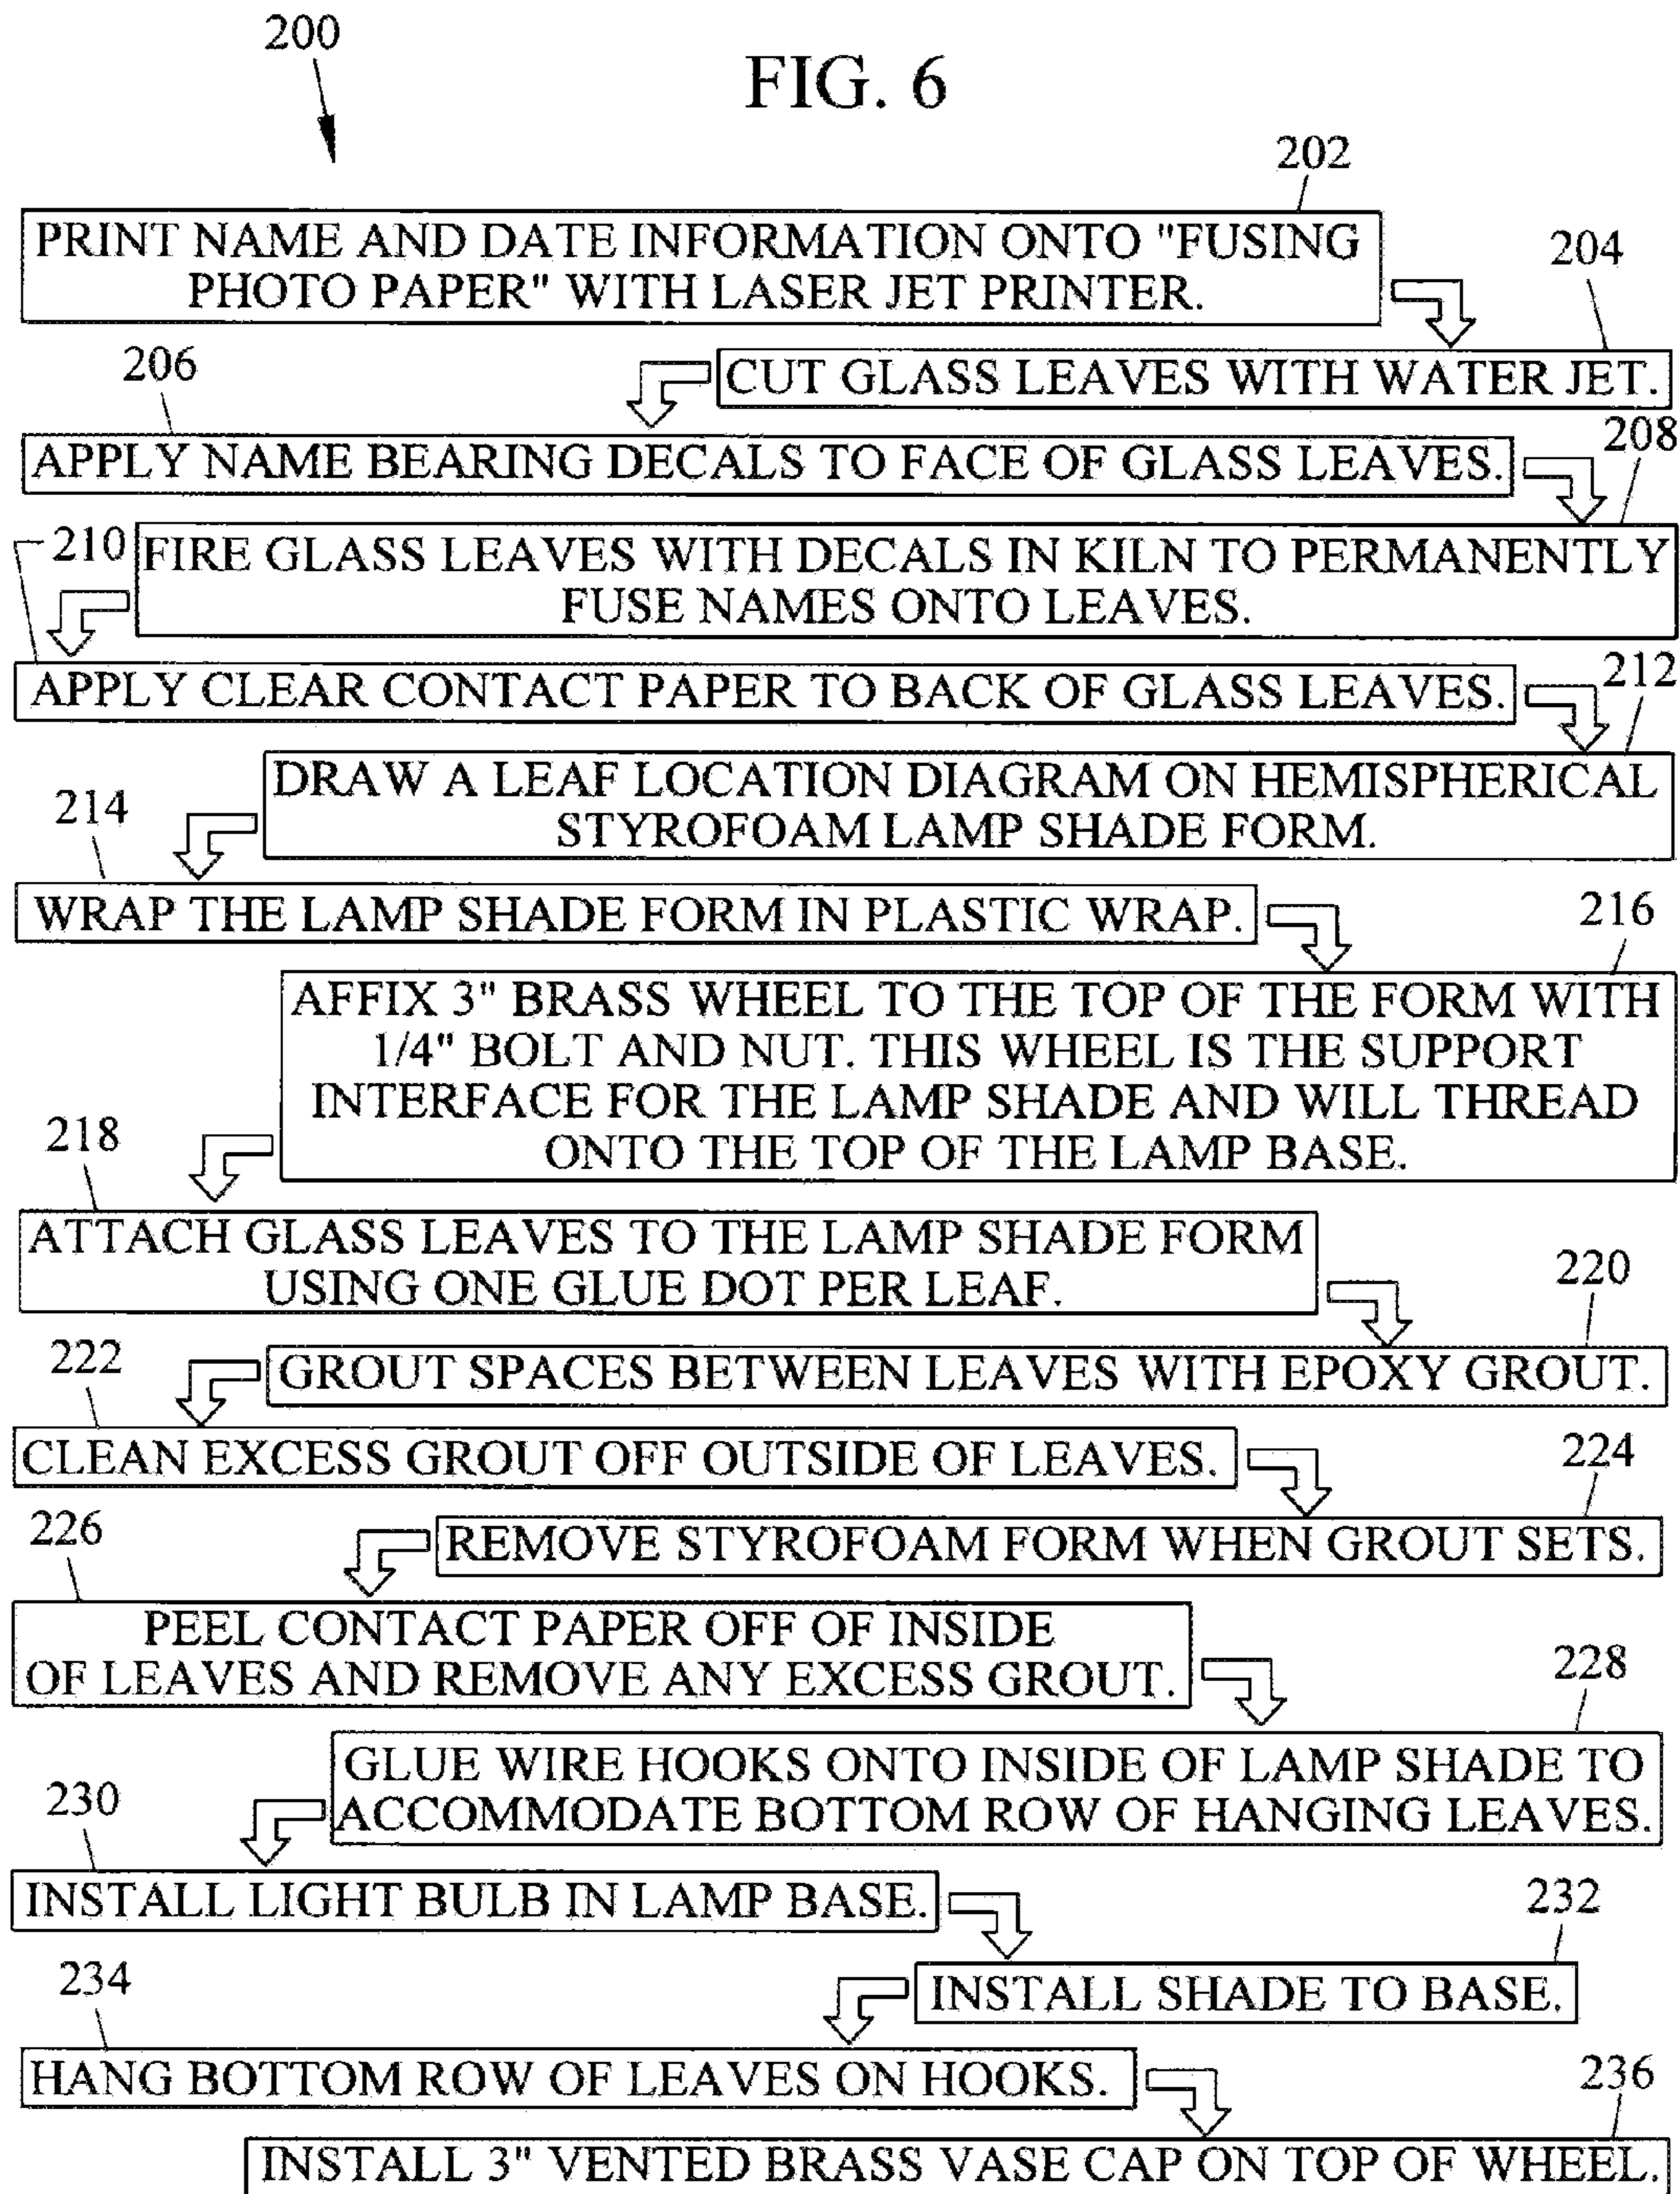 200
FIG. 6
202
PRINT NAME AND DATE INFORMATION ONTO "FUSING
PHOTO PAPER" WITH LASER JET PRINTER.
204
CUT GLASS LEAVES WITH WATER JET.
206
APPLY NAME BEARING DECALS TO FACE OF GLASS LEAVES.
208
FIRE GLASS LEAVES WITH DECALS IN KILN TO PERMANENTLY
FUSE NAMES ONTO LEAVES.
210
APPLY CLEAR CONTACT PAPER TO BACK OF GLASS LEAVES.
212
DRAW A LEAF LOCATION DIAGRAM ON HEMISPHERICAL
STYROFOAM LAMP SHADE FORM.
214
WRAP THE LAMP SHADE FORM IN PLASTIC WRAP.
216
AFFIX 3" BRASS WHEEL TO THE TOP OF THE FORM WITH
1/4" BOLT AND NUT. THIS WHEEL IS THE SUPPORT
INTERFACE FOR THE LAMP SHADE AND WILL THREAD
ONTO THE TOP OF THE LAMP BASE.
218
ATTACH GLASS LEAVES TO THE LAMP SHADE FORM
USING ONE GLUE DOT PER LEAF.
220
GROUT SPACES BETWEEN LEAVES WITH EPOXY GROUT.
222
CLEAN EXCESS GROUT OFF OUTSIDE OF LEAVES.
224
REMOVE STYROFOAM FORM WHEN GROUT SETS.
226
PEEL CONTACT PAPER OFF OF INSIDE
OF LEAVES AND REMOVE ANY EXCESS GROUT.
228
GLUE WIRE HOOKS ONTO INSIDE OF LAMP SHADE TO
ACCOMMODATE BOTTOM ROW OF HANGING LEAVES.
230
INSTALL LIGHT BULB IN LAMP BASE.
232
INSTALL SHADE TO BASE.
234
HANG BOTTOM ROW OF LEAVES ON HOOKS.
236
INSTALL 3" VENTED BRASS VASE CAP ON TOP OF WHEEL.